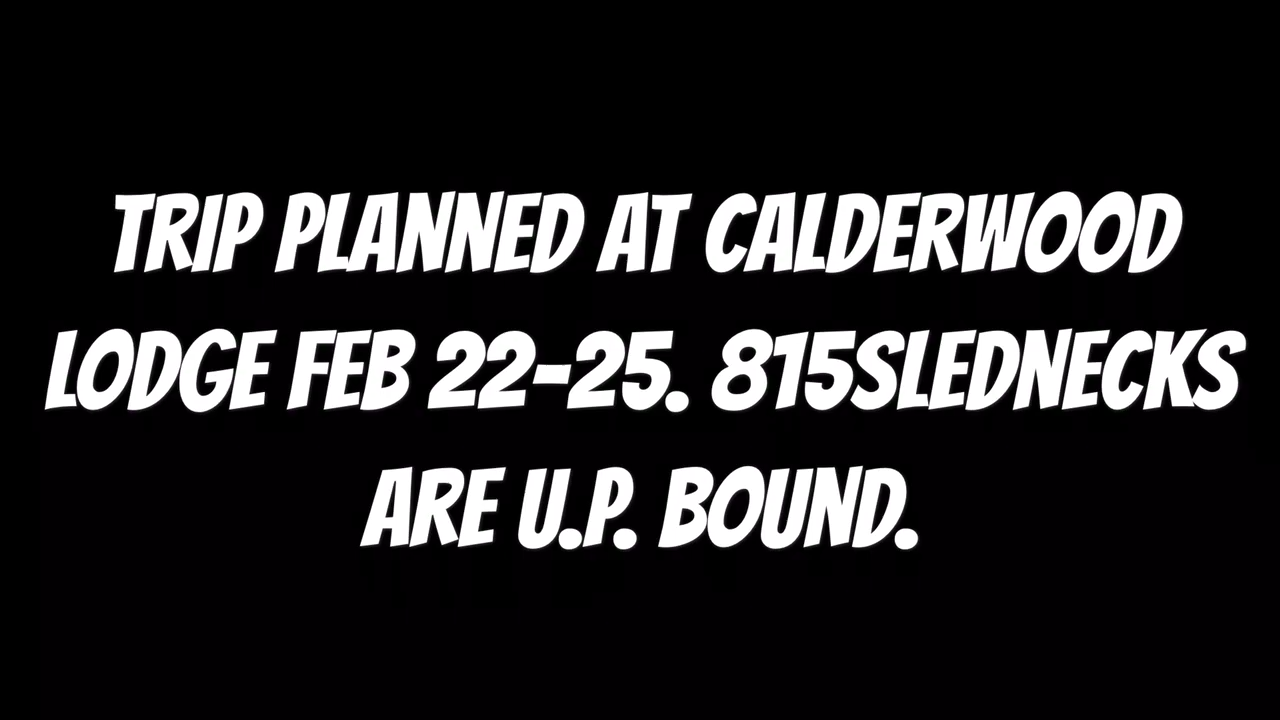 TRIP PLANNED AT CALDERWOOD
LODGE FEB 22-25. 815SLEDNECKS
ARE U.P. BOUND.